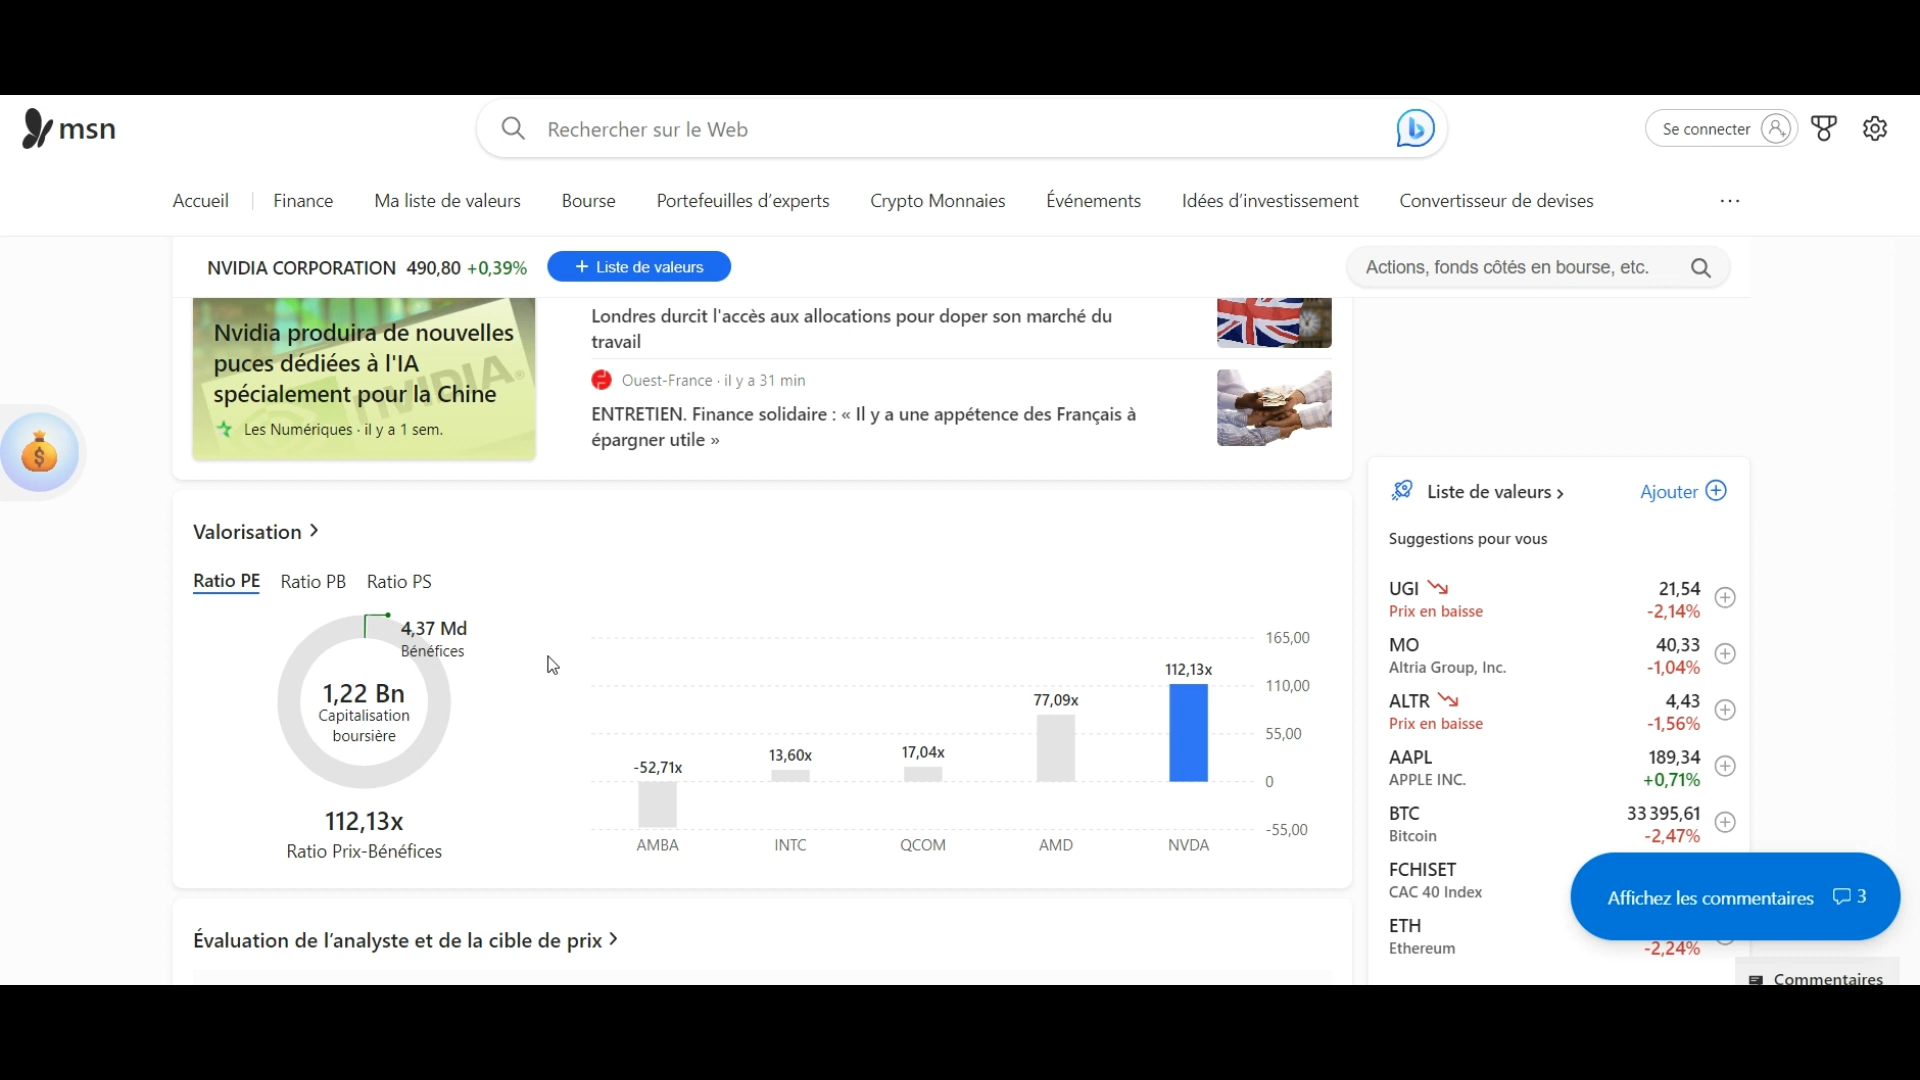 msn
Rechercher sur le Web
Se connecter
Accueil
Finance
Ma liste de valeurs
Bourse
Portefeuilles d'experts
Crypto Monnaies
Événements
Idées d'investissement
Convertisseur de devises
...
NVIDIA CORPORATION 490,80 +0,39%
+ Liste de valeurs
Actions, fonds côtés en bourse, etc.
Nvidia produira de nouvelles
puces dédiées à l'IA
spécialement pour la Chine
Les Numériques · il y a 1 sem.
NVIDIA
Londres durcit l'accès aux allocations pour doper son marché du
travail
Ouest-France · il y a 31 min
ENTRETIEN. Finance solidaire : « Il y a une appétence des Français à
épargner utile »
Valorisation >
Ratio PE Ratio PB Ratio PS
4,37 Md
Bénéfices
1,22 Bn
Capitalisation
boursière
112,13x
Ratio Prix-Bénéfices
165,00
110,00
55,00
0
-55,00
-52,71x
13,60x
17,04x
77,09x
112,13x
AMBA
INTC
QCOM
AMD
NVDA
Évaluation de l'analyste et de la cible de prix >
Liste de valeurs >
Ajouter
Suggestions pour vous
UGI 21,54
Prix en baisse -2,14%
MO 40,33
Altria Group, Inc. -1,04%
ALTR 4,43
Prix en baisse -1,56%
AAPL 189,34
APPLE INC. +0,71%
BTC 33 395,61
Bitcoin -2,47%
FCHISET
CAC 40 Index
ETH
Ethereum -2,24%
Affichez les commentaires 3
Commentaires